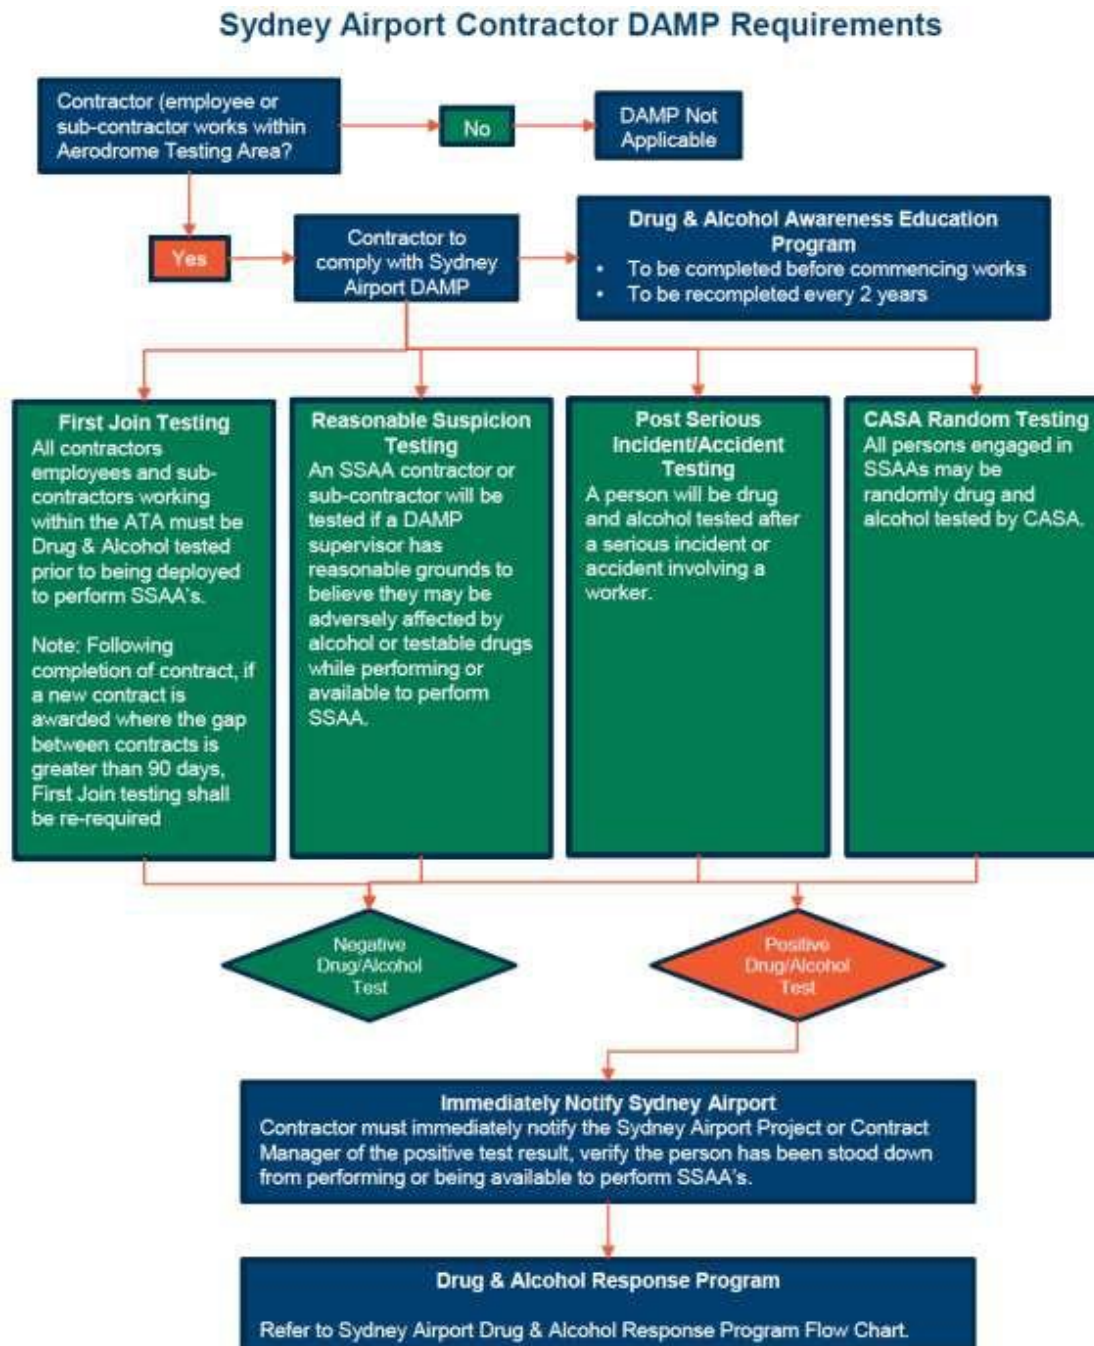 Sydney Airport Contractor DAMP Requirements
Contractor (employee or
sub-contractor works within
Aerodrome Testing Area?
No
DAMP Not
Applicable
Yes
Contractor to
comply with Sydney
Airport DAMP
Drug & Alcohol Awareness Education
Program
• To be completed before commencing works
• To be recompleted every 2 years
First Join Testing
All contractors
employees and sub-
contractors working
within the ATA must be
Drug & Alcohol tested
prior to being deployed
to perform SSAA's.
Note: Following
completion of contract, if
a new contract is
awarded where the gap
between contracts is
greater than 90 days,
First Join testing shall
be re-required
Reasonable Suspicion
Testing
An SSAA contractor or
sub-contractor will be
tested if a DAMP
supervisor has
reasonable grounds to
believe they may be
adversely affected by
alcohol or testable drugs
while performing or
available to perform
SSAA.
Post Serious
Incident/Accident
Testing
A person will be drug
and alcohol tested after
a serious incident or
accident involving a
worker.
CASA Random Testing
All persons engaged in
SSAAs may be
randomly drug and
alcohol tested by CASA.
Negative
Drug/Alcohol
Test
Positive
Drug/Alcohol
Test
Immediately Notify Sydney Airport
Contractor must immediately notify the Sydney Airport Project or Contract
Manager of the positive test result, verify the person has been stood down
from performing or being available to perform SSAA's.
Drug & Alcohol Response Program
Refer to Sydney Airport Drug & Alcohol Response Program Flow Chart.